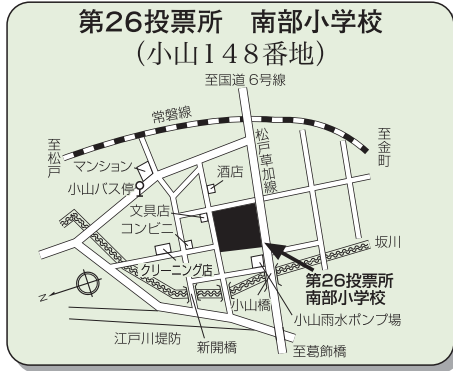 第26投票所　南部小学校
（小山148番地）
至国道6号線
常磐線
至松戸
至金町
松戸草加線
マンション
小山バス停
酒店
文具店
コンビニ
クリーニング店
坂川
第26投票所
南部小学校
小山橋
小山雨水ポンプ場
N
江戸川堤防
新開橋
至葛飾橋